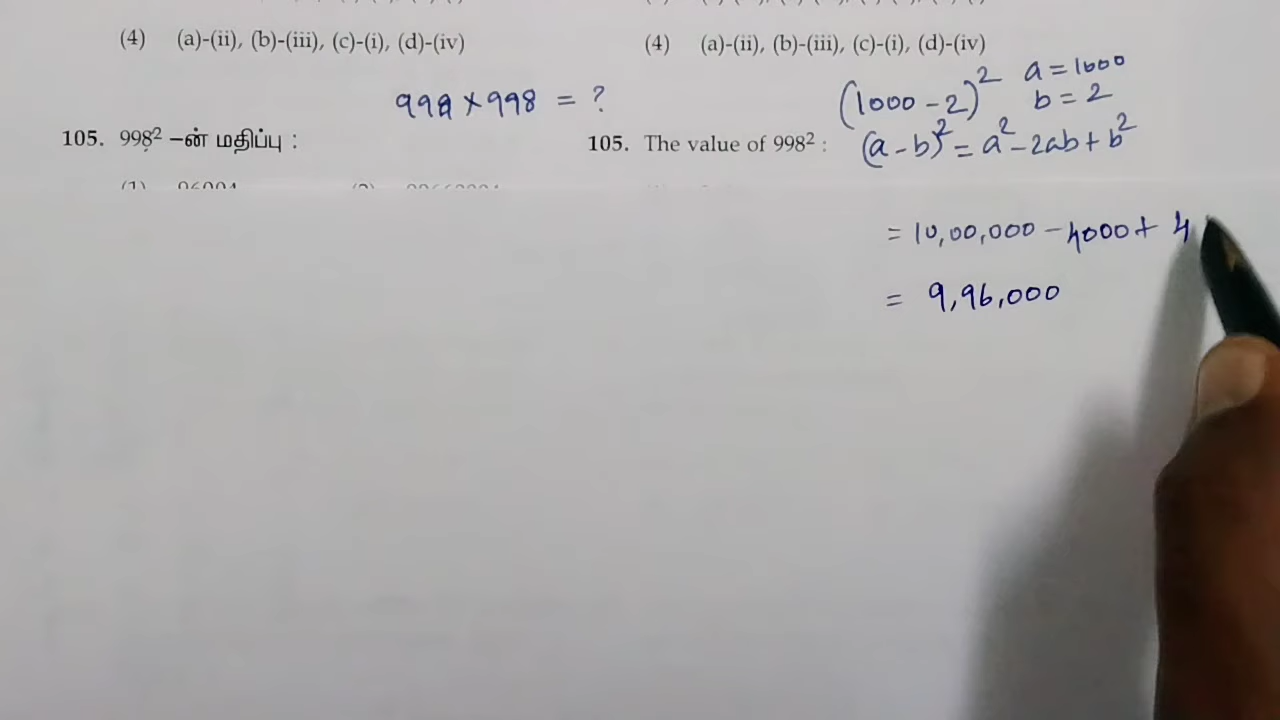 (4) (a)-(ii), (b)-(iii), (c)-(i), (d)-(iv)
(4) (a)-(ii), (b)-(iii), (c)-(i), (d)-(iv)
998 × 998 = ?
105. 998² –ன் மதிப்பு :
(1000 - 2)² a = 1000
b = 2
105. The value of 998² :
(a - b)² = a² - 2ab + b²
= 10,00,000 - 4000 + 4
= 9,96,000